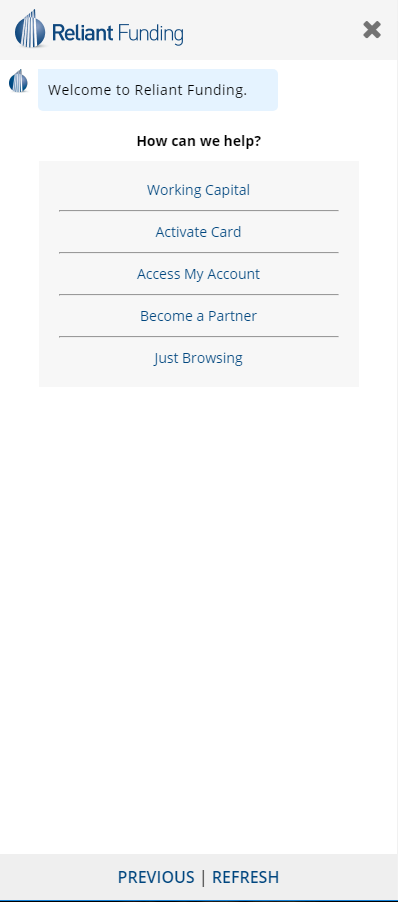 Reliant Funding
Welcome to Reliant Funding.
How can we help?
Working Capital
Activate Card
Access My Account
Become a Partner
Just Browsing
PREVIOUS | REFRESH